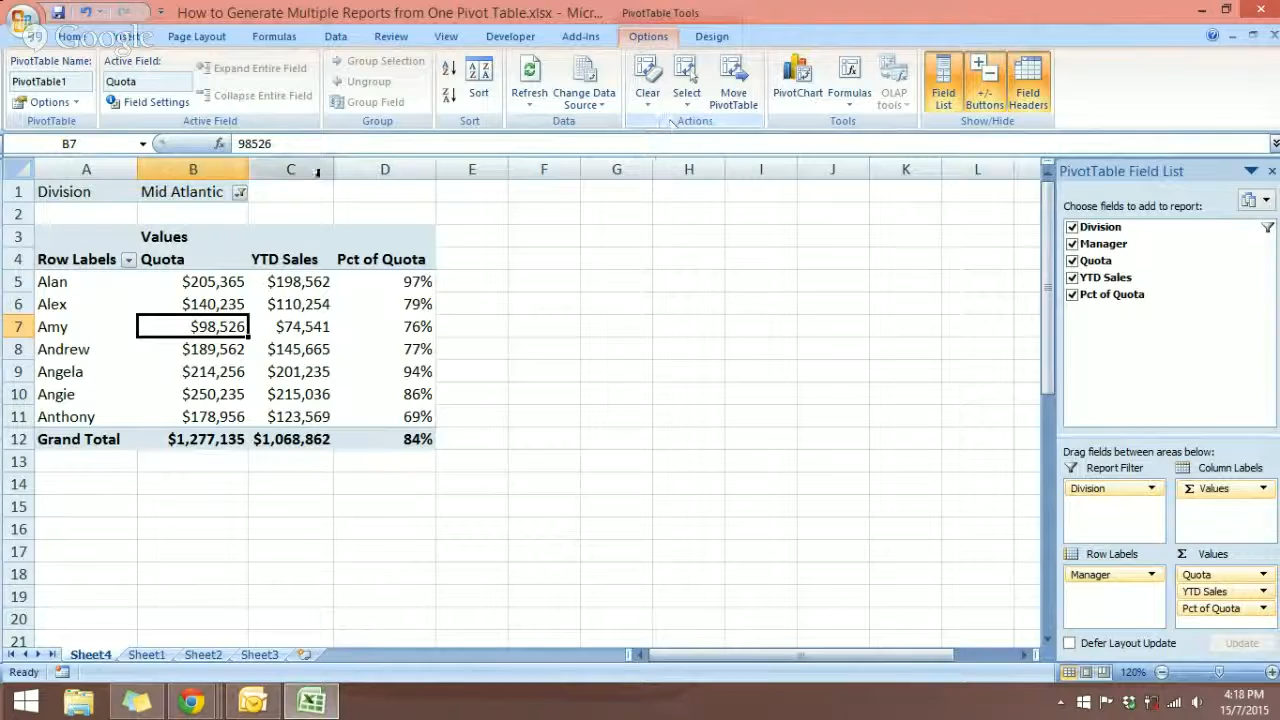 How to Generate Multiple Reports from One Pivot Table.xlsx - Micr...
PivotTable Tools
Google
Home
Insert
Page Layout
Formulas
Data
Review
View
Developer
Add-Ins
Options
Design
PivotTable Name:
PivotTable1
Options
PivotTable
Active Field:
Quota
Field Settings
Expand Entire Field
Collapse Entire Field
Active Field
Group Selection
Ungroup
Group Field
Group
Sort
Sort
Refresh
Change Data
Source
Data
Clear
Select
Move
PivotTable
Actions
PivotChart
Formulas
OLAP
tools
Tools
Field
List
+/-
Buttons
Field
Headers
Show/Hide
B7
fx
98526
A B C D E F G H I J K L
1 Division Mid Atlantic
2
3 Values
4 Row Labels Quota YTD Sales Pct of Quota
5 Alan $205,365 $198,562 97%
6 Alex $140,235 $110,254 79%
7 Amy $98,526 $74,541 76%
8 Andrew $189,562 $145,665 77%
9 Angela $214,256 $201,235 94%
10 Angie $250,235 $215,036 86%
11 Anthony $178,956 $123,569 69%
12 Grand Total $1,277,135 $1,068,862 84%
13
14
15
16
17
18
19
20
21
PivotTable Field List
Choose fields to add to report:
Division
Manager
Quota
YTD Sales
Pct of Quota
Drag fields between areas below:
Report Filter
Column Labels
Division
Σ Values
Row Labels
Σ Values
Manager
Quota
YTD Sales
Pct of Quota
Defer Layout Update
Update
Sheet4 Sheet1 Sheet2 Sheet3
Ready
120%
4:18 PM
15/7/2015